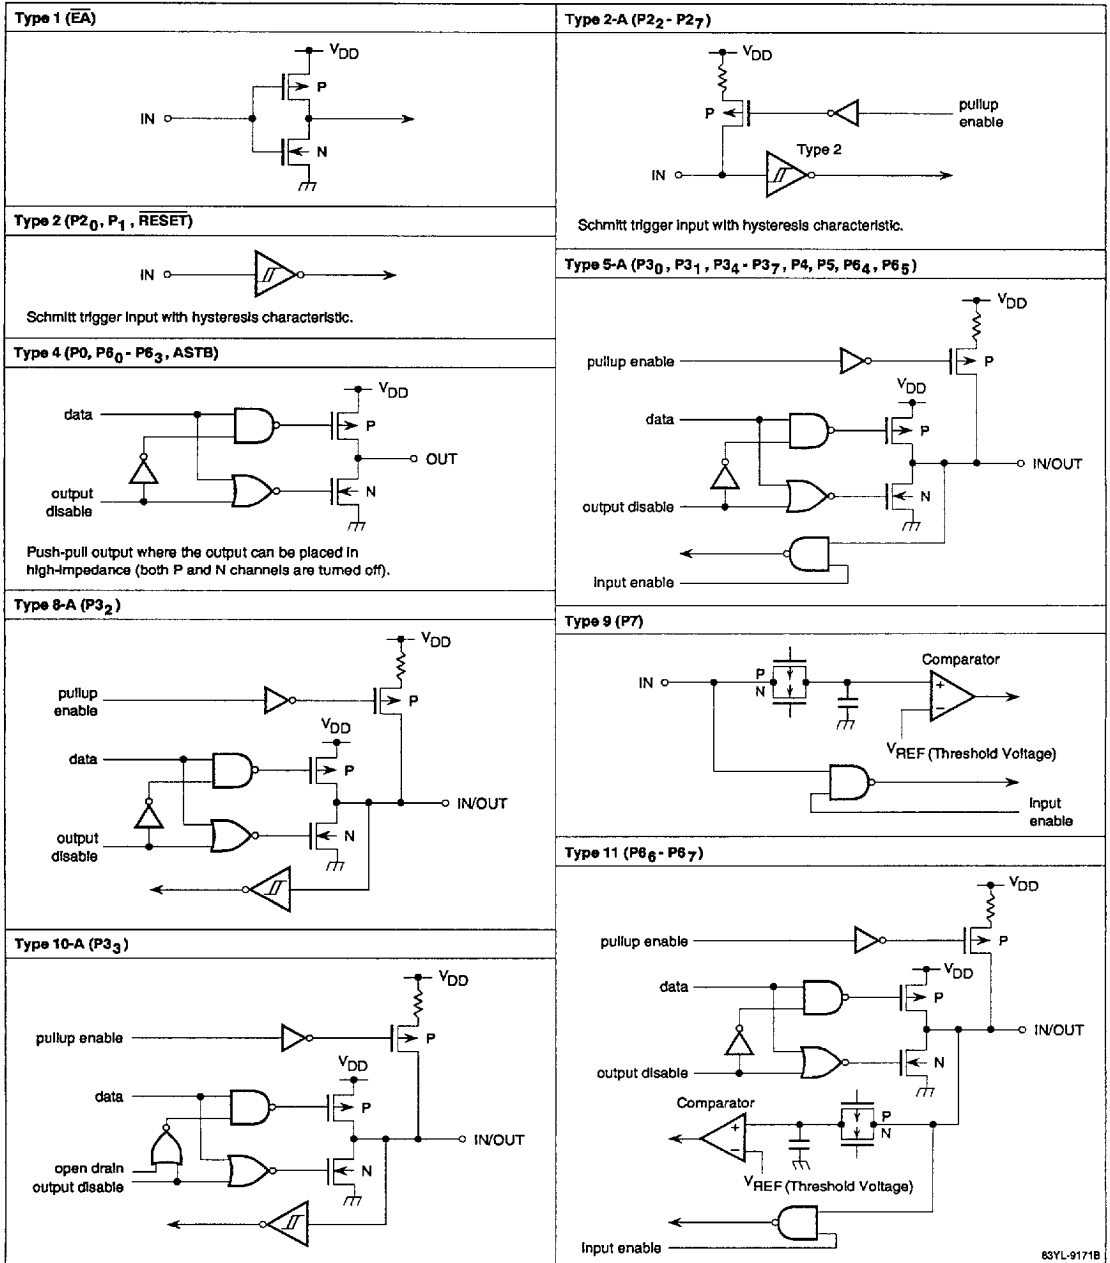 Type 1 (EA)
VDD
P
IN
N
Type 2 (P20, P1, RESET)
IN
Schmitt trigger input with hysteresis characteristic.
Type 4 (P0, P60 - P63, ASTB)
VDD
data
P
OUT
output
disable
N
Push-pull output where the output can be placed in
high-impedance (both P and N channels are turned off).
Type 8-A (P32)
VDD
pullup
enable
P
VDD
data
P
IN/OUT
output
disable
N
Type 10-A (P33)
VDD
pullup enable
P
VDD
data
P
IN/OUT
open drain
output disable
N
Type 2-A (P22 - P27)
VDD
P
pullup
enable
Type 2
IN
Schmitt trigger input with hysteresis characteristic.
Type 5-A (P30, P31, P34 - P37, P4, P5, P64, P65)
VDD
pullup enable
P
VDD
data
P
IN/OUT
output disable
N
Input enable
Type 9 (P7)
Comparator
IN
P
N
+
−
VREF (Threshold Voltage)
Input
enable
Type 11 (P66 - P67)
VDD
pullup enable
P
VDD
data
P
IN/OUT
output disable
N
Comparator
+
−
P
N
VREF (Threshold Voltage)
Input enable
83YL-9171B